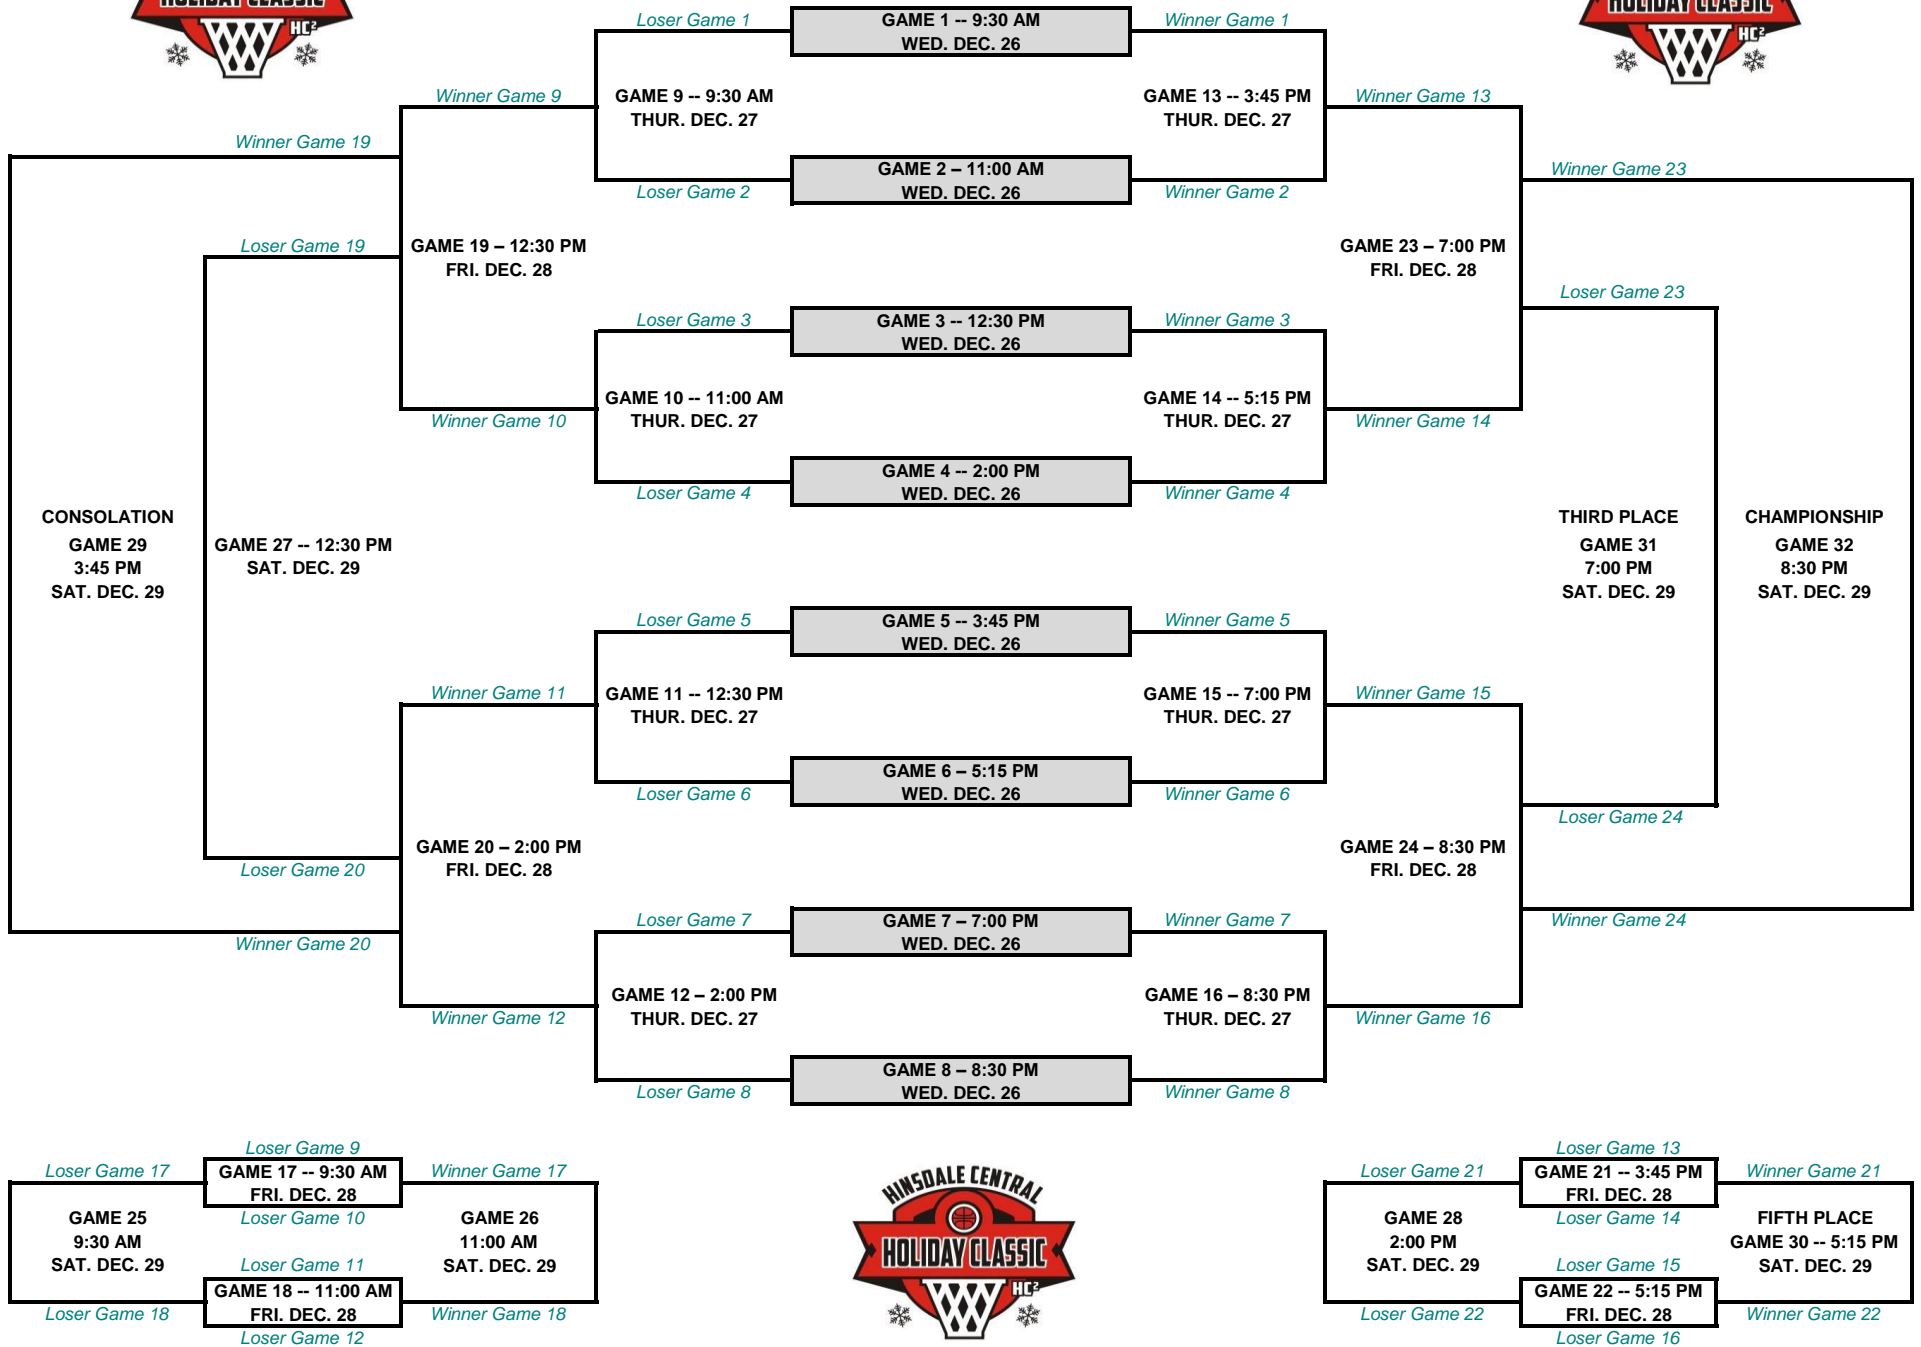 HOLIDAY CLASSIC
HC²
HOLIDAY CLASSIC
HC²
Loser Game 1
GAME 1 -- 9:30 AM
WED. DEC. 26
Winner Game 1
Winner Game 9
GAME 9 -- 9:30 AM
THUR. DEC. 27
GAME 13 -- 3:45 PM
THUR. DEC. 27
Winner Game 13
Winner Game 19
Loser Game 2
GAME 2 – 11:00 AM
WED. DEC. 26
Winner Game 2
Winner Game 23
Loser Game 19
GAME 19 – 12:30 PM
FRI. DEC. 28
GAME 23 – 7:00 PM
FRI. DEC. 28
Loser Game 23
Loser Game 3
GAME 3 -- 12:30 PM
WED. DEC. 26
Winner Game 3
Winner Game 10
GAME 10 -- 11:00 AM
THUR. DEC. 27
GAME 14 -- 5:15 PM
THUR. DEC. 27
Winner Game 14
Loser Game 4
GAME 4 -- 2:00 PM
WED. DEC. 26
Winner Game 4
CONSOLATION
GAME 29
3:45 PM
SAT. DEC. 29
GAME 27 -- 12:30 PM
SAT. DEC. 29
THIRD PLACE
GAME 31
7:00 PM
SAT. DEC. 29
CHAMPIONSHIP
GAME 32
8:30 PM
SAT. DEC. 29
Loser Game 5
GAME 5 -- 3:45 PM
WED. DEC. 26
Winner Game 5
Winner Game 11
GAME 11 -- 12:30 PM
THUR. DEC. 27
GAME 15 -- 7:00 PM
THUR. DEC. 27
Winner Game 15
Loser Game 6
GAME 6 – 5:15 PM
WED. DEC. 26
Winner Game 6
Loser Game 24
Loser Game 20
GAME 20 – 2:00 PM
FRI. DEC. 28
GAME 24 – 8:30 PM
FRI. DEC. 28
Loser Game 7
GAME 7 – 7:00 PM
WED. DEC. 26
Winner Game 7
Winner Game 24
Winner Game 20
Winner Game 12
GAME 12 – 2:00 PM
THUR. DEC. 27
GAME 16 – 8:30 PM
THUR. DEC. 27
Winner Game 16
Loser Game 8
GAME 8 – 8:30 PM
WED. DEC. 26
Winner Game 8
Loser Game 9
Loser Game 17
GAME 17 -- 9:30 AM
FRI. DEC. 28
Winner Game 17
Loser Game 10
GAME 25
9:30 AM
SAT. DEC. 29
GAME 26
11:00 AM
SAT. DEC. 29
Loser Game 11
Loser Game 18
GAME 18 -- 11:00 AM
FRI. DEC. 28
Winner Game 18
Loser Game 12
HINSDALE CENTRAL
HOLIDAY CLASSIC
HC²
Loser Game 13
Loser Game 21
GAME 21 -- 3:45 PM
FRI. DEC. 28
Winner Game 21
Loser Game 14
GAME 28
2:00 PM
SAT. DEC. 29
FIFTH PLACE
GAME 30 -- 5:15 PM
SAT. DEC. 29
Loser Game 15
Loser Game 22
GAME 22 -- 5:15 PM
FRI. DEC. 28
Winner Game 22
Loser Game 16